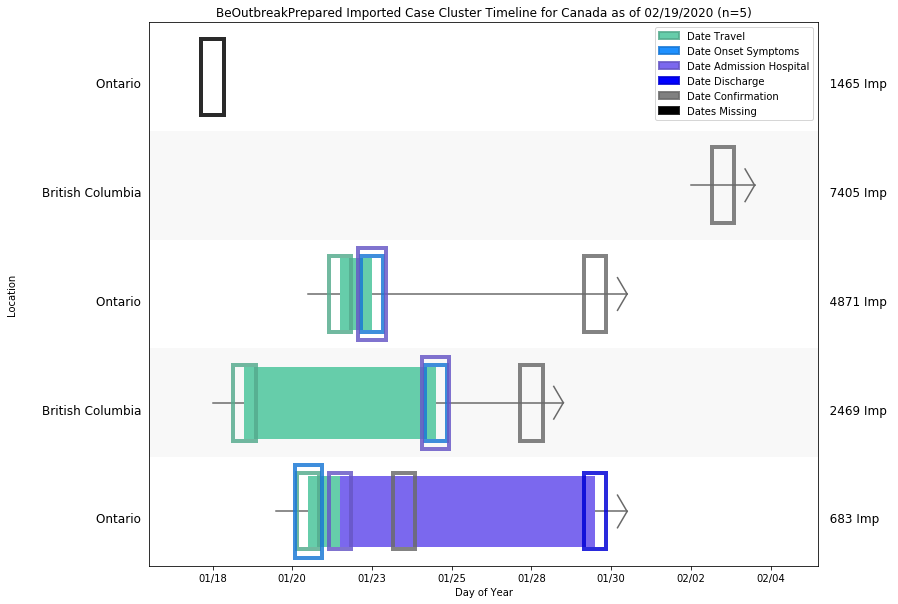 BeOutbreakPrepared Imported Case Cluster Timeline for Canada as of 02/19/2020 (n=5)
Date Travel
Date Onset Symptoms
Date Admission Hospital
Date Discharge
Date Confirmation
Dates Missing
Ontario
1465 Imp
British Columbia
7405 Imp
Ontario
4871 Imp
British Columbia
2469 Imp
Ontario
683 Imp
Location
01/18 01/20 01/23 01/25 01/28 01/30 02/02 02/04
Day of Year